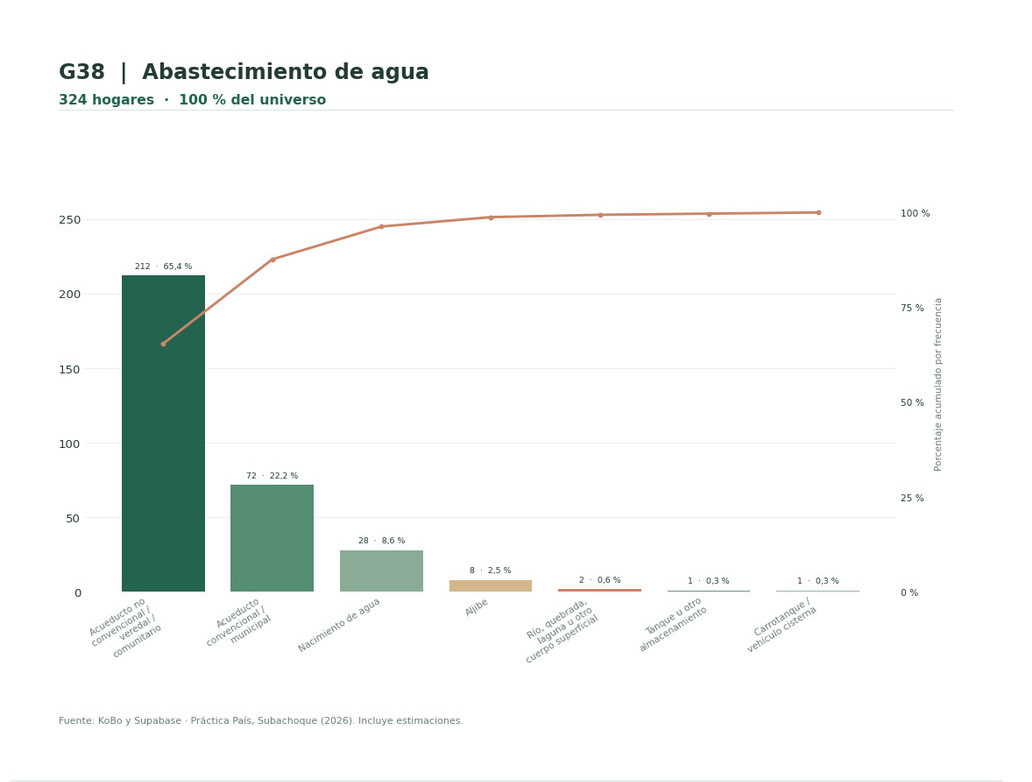 G38 | Abastecimiento de agua
324 hogares · 100 % del universo
250
200
150
100
50
0
212 · 65,4 %
72 · 22,2 %
28 · 8,6 %
8 · 2,5 %
2 · 0,6 %
1 · 0,3 %
1 · 0,3 %
100 %
75 %
50 %
25 %
0 %
Porcentaje acumulado por frecuencia
Acueducto no
convencional /
veredal /
comunitario
Acueducto
convencional /
municipal
Nacimiento de agua
Aljibe
Río, quebrada,
laguna u otro
cuerpo superficial
Tanque u otro
almacenamiento
Carrotanque /
vehículo cisterna
Fuente: KoBo y Supabase · Práctica País, Subachoque (2026). Incluye estimaciones.